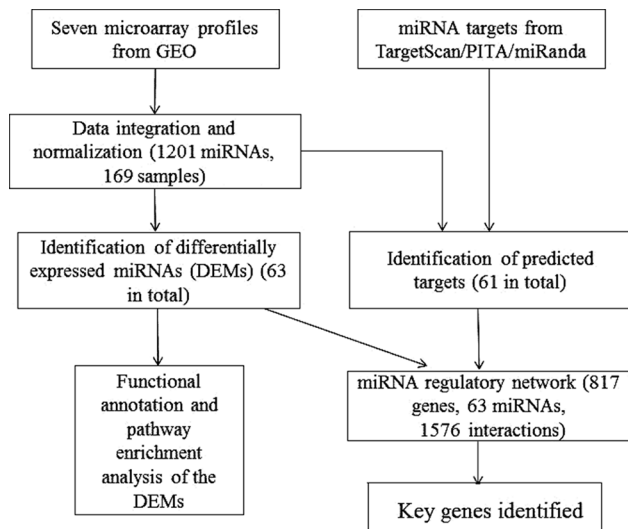 Seven microarray profiles
from GEO
miRNA targets from
TargetScan/PITA/miRanda
Data integration and
normalization (1201 miRNAs,
169 samples)
Identification of differentially
expressed miRNAs (DEMs) (63
in total)
Identification of predicted
targets (61 in total)
Functional
annotation and
pathway
enrichment
analysis of the
DEMs
miRNA regulatory network (817
genes, 63 miRNAs,
1576 interactions)
Key genes identified